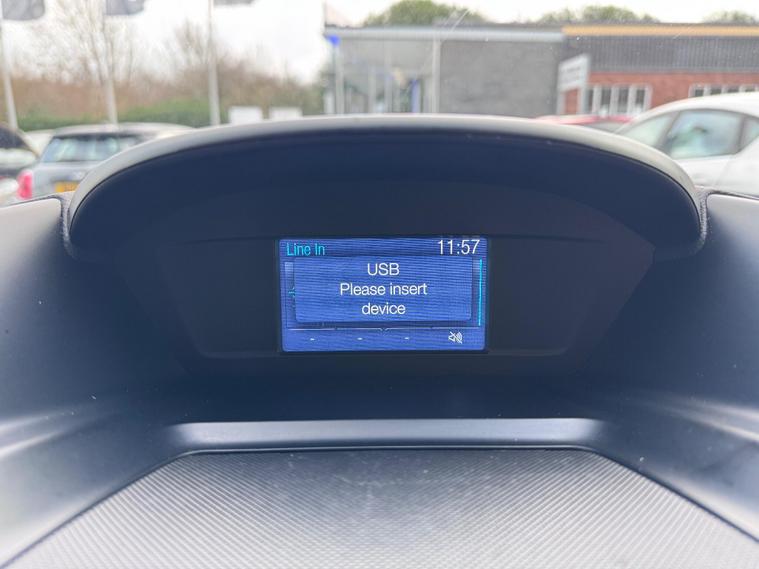 Line In 11:57
USB
Please insert
device
- - -